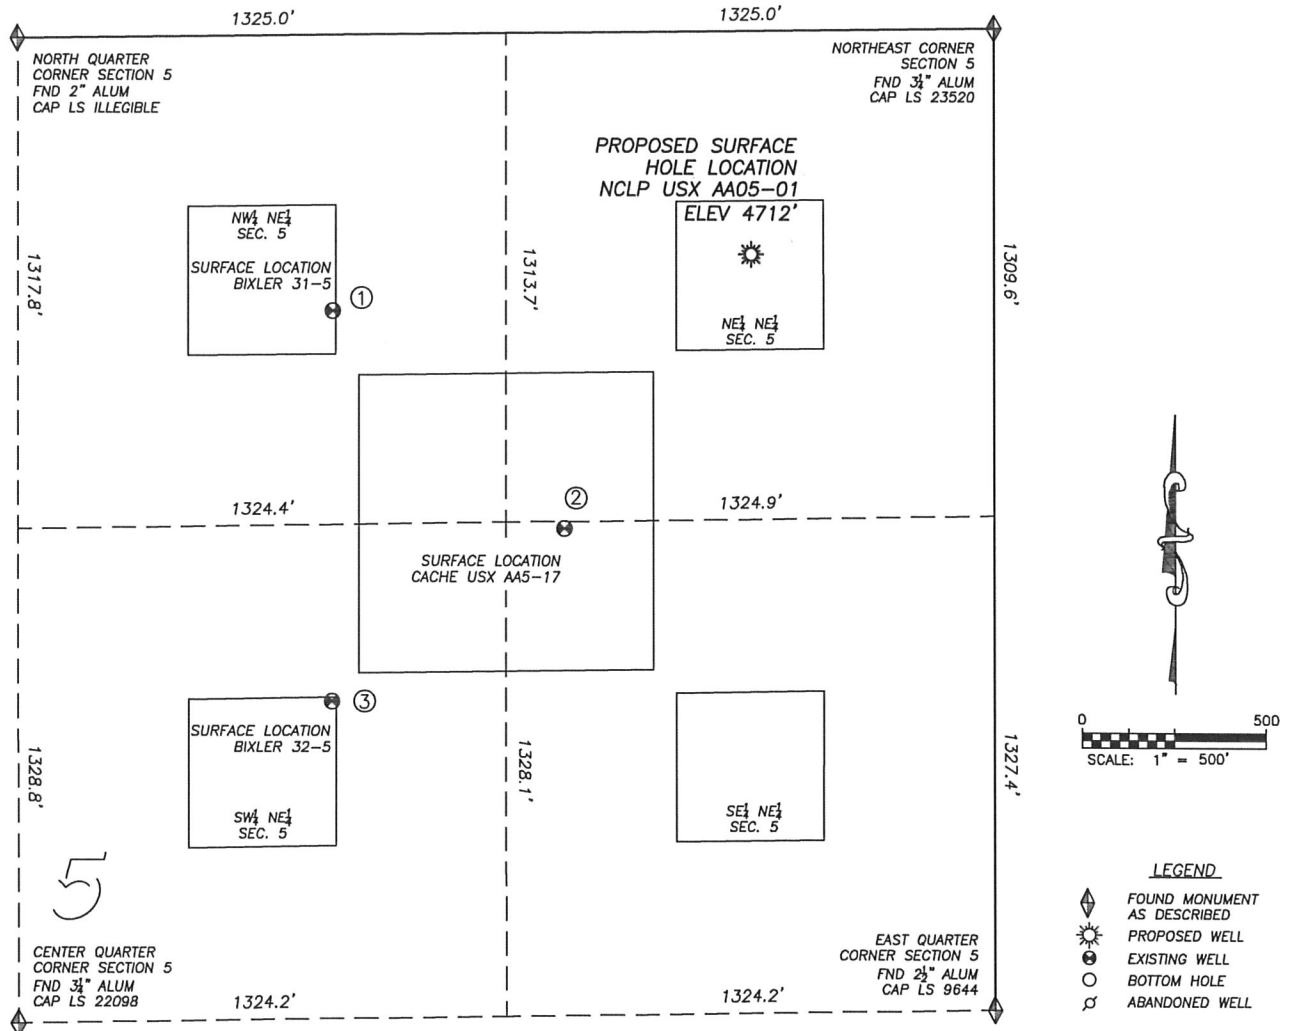 1325.0'
1325.0'
NORTH QUARTER
CORNER SECTION 5
FND 2" ALUM
CAP LS ILLEGIBLE
NORTHEAST CORNER
SECTION 5
FND 3¼" ALUM
CAP LS 23520
PROPOSED SURFACE
HOLE LOCATION
NCLP USX AA05-01
ELEV 4712'
NW¼ NE¼
SEC. 5
SURFACE LOCATION
BIXLER 31-5
①
NE¼ NE¼
SEC. 5
1317.8'
1313.7'
1309.6'
1324.4'
②
1324.9'
SURFACE LOCATION
CACHE USX AA5-17
③
SURFACE LOCATION
BIXLER 32-5
SW¼ NE¼
SEC. 5
SE¼ NE¼
SEC. 5
1328.8'
1328.1'
1327.4'
0 500
SCALE: 1" = 500'
5
CENTER QUARTER
CORNER SECTION 5
FND 3¼" ALUM
CAP LS 22098
1324.2'
1324.2'
EAST QUARTER
CORNER SECTION 5
FND 2½" ALUM
CAP LS 9644
LEGEND
FOUND MONUMENT
AS DESCRIBED
PROPOSED WELL
EXISTING WELL
BOTTOM HOLE
ABANDONED WELL